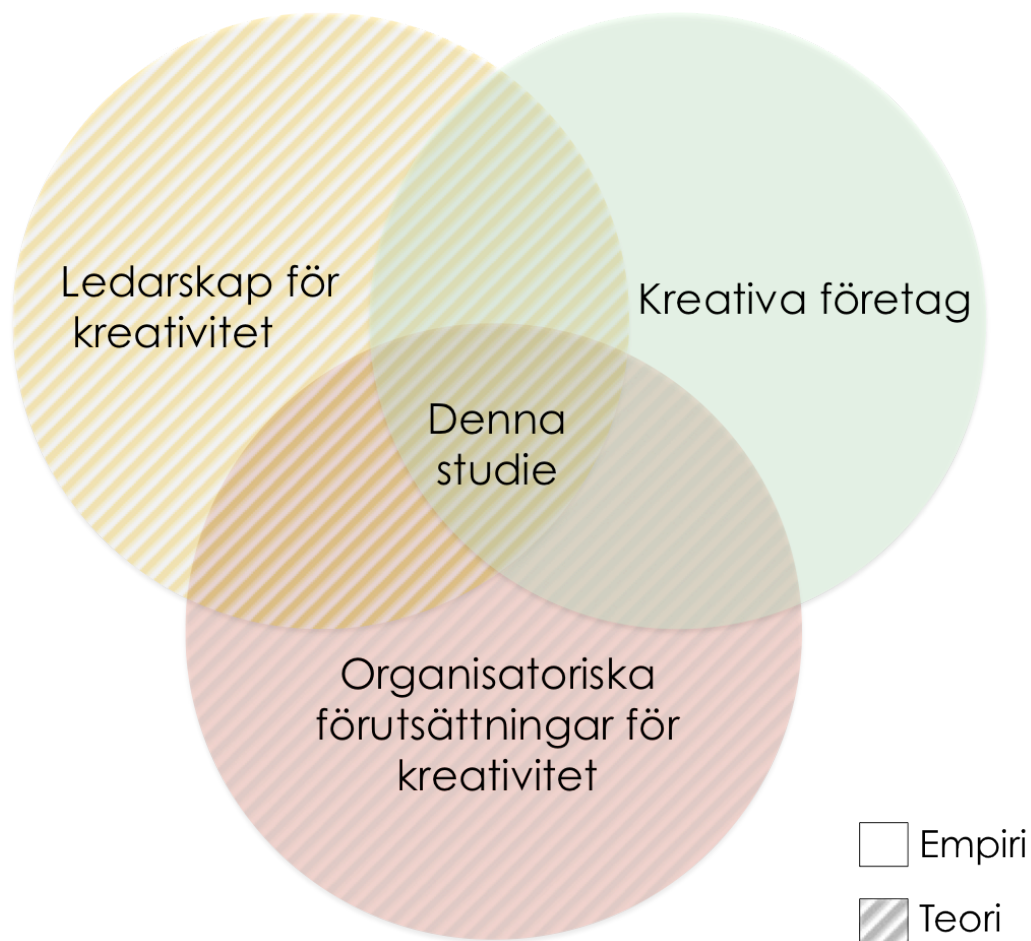 Ledarskap för
kreativitet
Kreativa företag
Denna
studie
Organisatoriska
förutsättningar för
kreativitet
Empiri
Teori